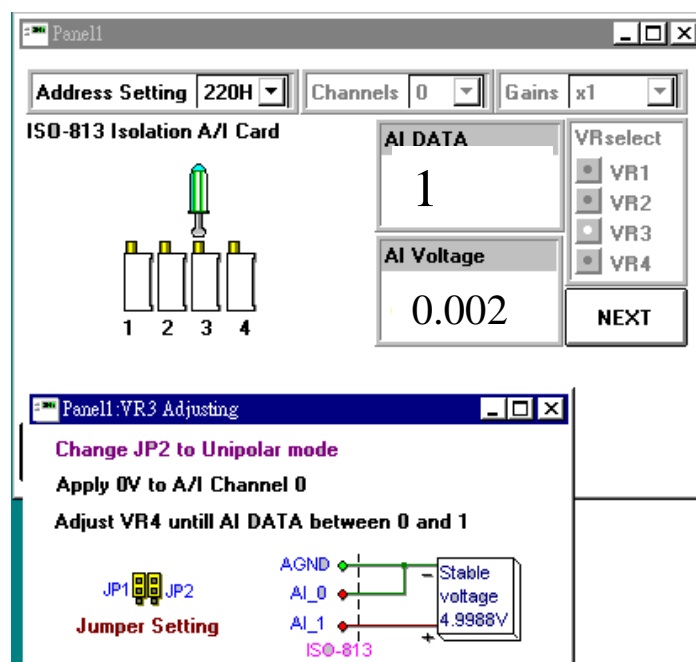 Panel1
Address Setting 220H Channels 0 Gains x1
ISO-813 Isolation A/I Card
AI DATA
1
VRselect
VR1
VR2
VR3
VR4
AI Voltage
0.002
NEXT
1 2 3 4
Panel1:VR3 Adjusting
Change JP2 to Unipolar mode
Apply 0V to A/I Channel 0
Adjust VR4 untill AI DATA between 0 and 1
JP1 JP2
Jumper Setting
AGND
AI_0
AI_1
ISO-813
- Stable
voltage
4.9988V
+